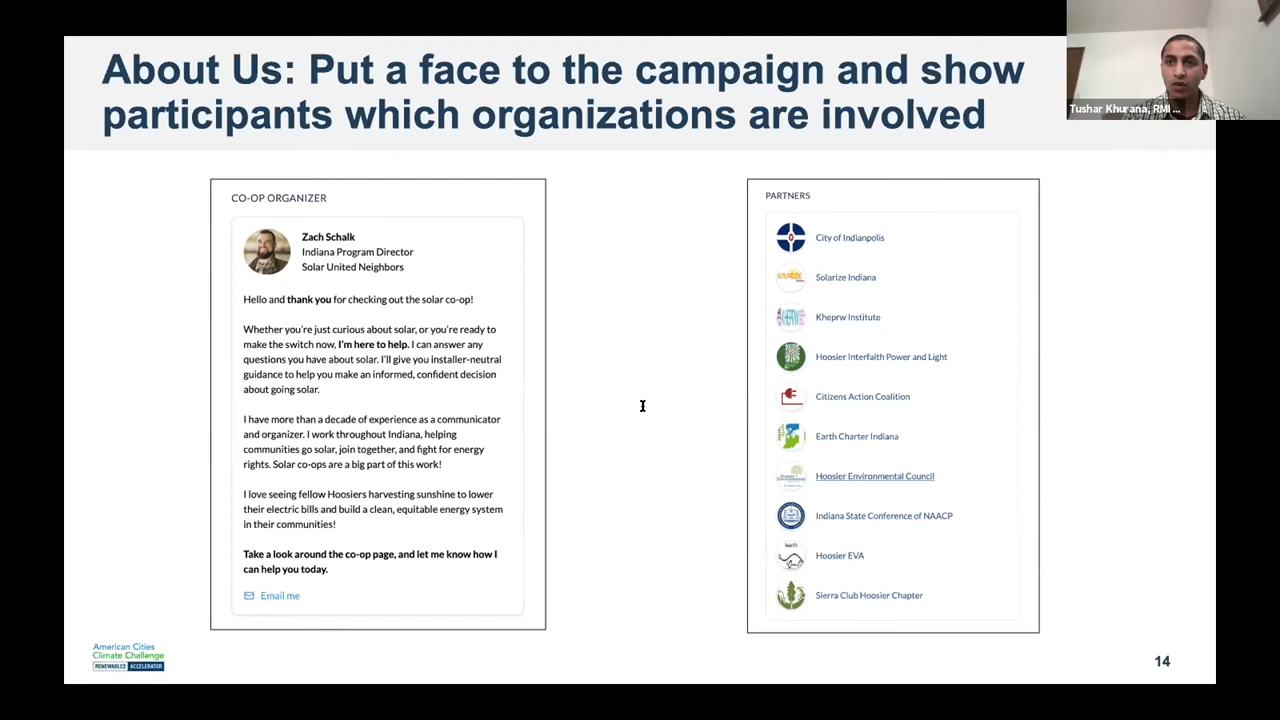 About Us: Put a face to the campaign and show
participants which organizations are involved
Tushar Khurana, RMI ...
CO-OP ORGANIZER
Zach Schalk
Indiana Program Director
Solar United Neighbors
Hello and thank you for checking out the solar co-op!
Whether you're just curious about solar, or you're ready to
make the switch now, I'm here to help. I can answer any
questions you have about solar. I'll give you installer-neutral
guidance to help you make an informed, confident decision
about going solar.
I have more than a decade of experience as a communicator
and organizer. I work throughout Indiana, helping
communities go solar, join together, and fight for energy
rights. Solar co-ops are a big part of this work!
I love seeing fellow Hoosiers harvesting sunshine to lower
their electric bills and build a clean, equitable energy system
in their communities!
Take a look around the co-op page, and let me know how I
can help you today.
Email me
PARTNERS
City of Indianpolis
Solarize Indiana
Kheprw Institute
Hoosier Interfaith Power and Light
Citizens Action Coalition
Earth Charter Indiana
Hoosier Environmental Council
Indiana State Conference of NAACP
Hoosier EVA
Sierra Club Hoosier Chapter
American Cities
Climate Challenge
RENEWABLES ACCELERATOR
14